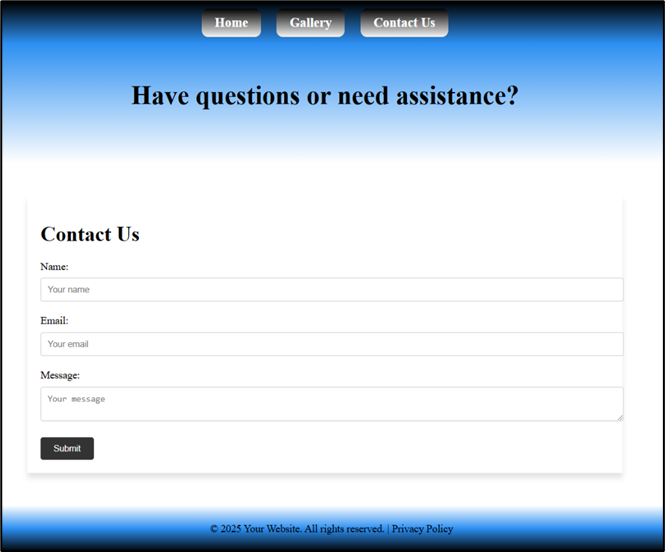 Home Gallery Contact Us
Have questions or need assistance?
Contact Us
Name:
Your name
Email:
Your email
Message:
Your message
Submit
© 2025 Your Website. All rights reserved. | Privacy Policy